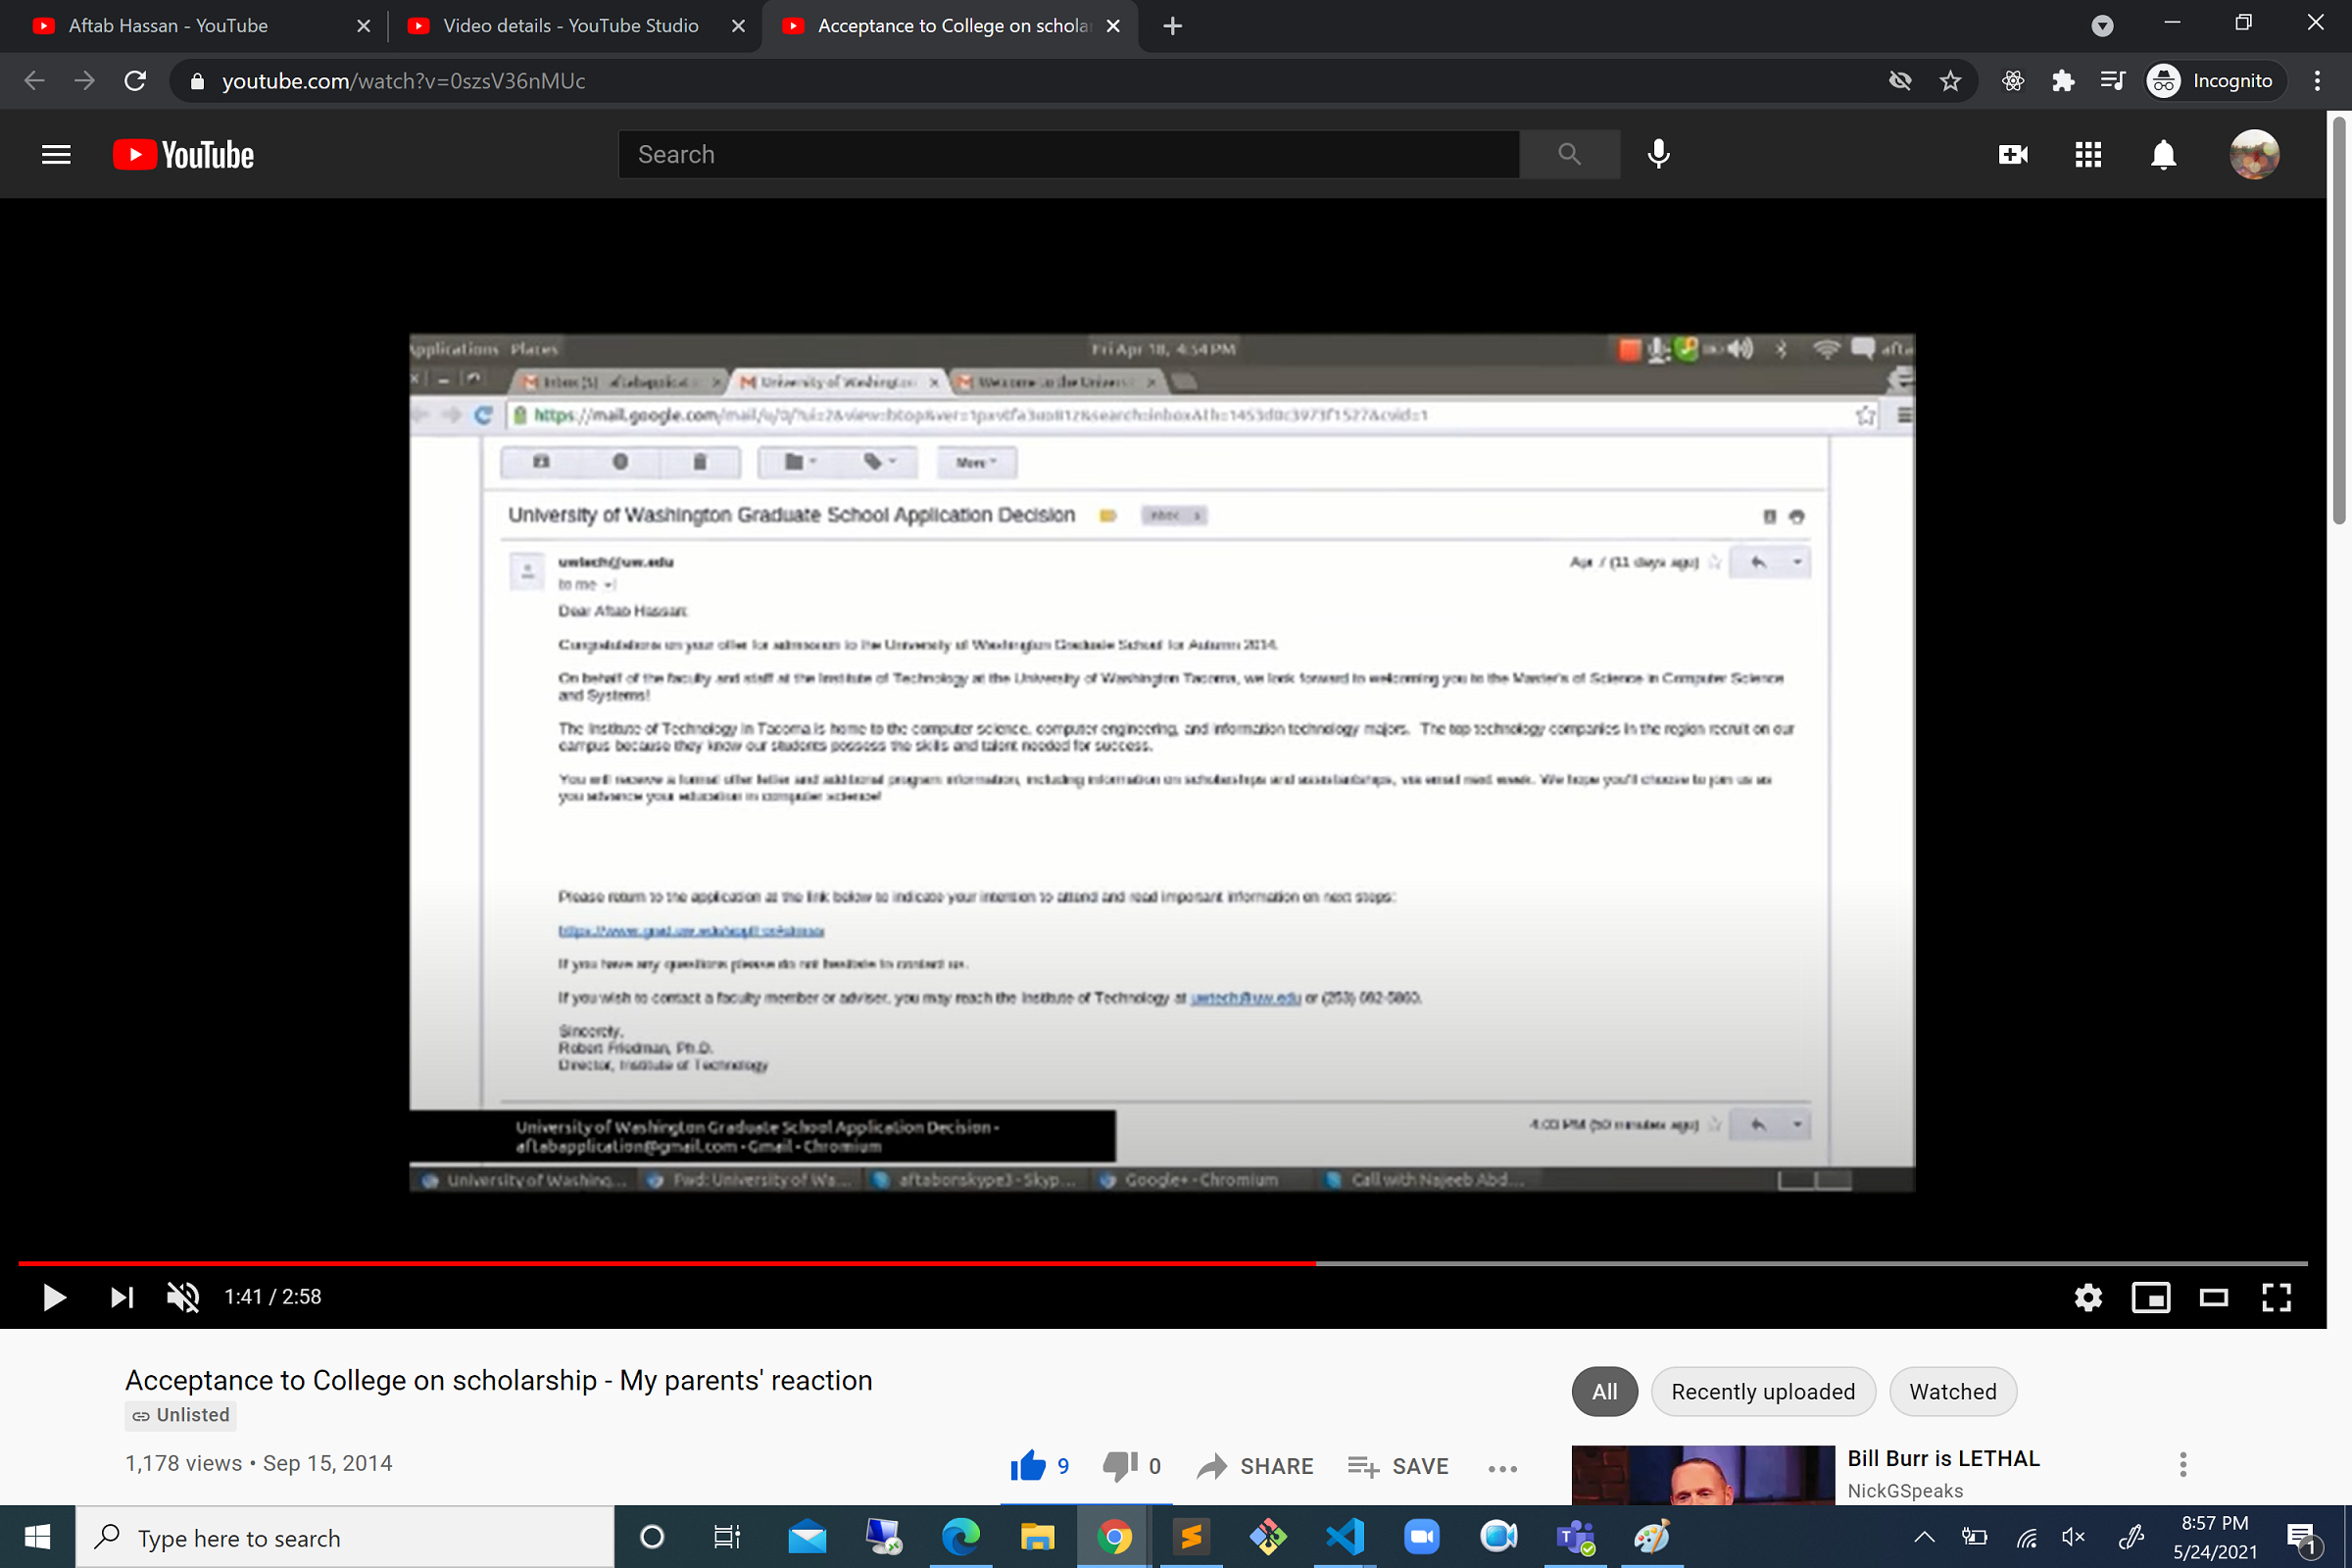 Aftab Hassan - YouTube
Video details - YouTube Studio
Acceptance to College on schola
youtube.com/watch?v=0szsV36nMUc
Incognito
YouTube
Search
Applications Places
Fri Apr 18, 4:54 PM
University of Washington
Welcome to the Univers
https://mail.google.com/mail/u/0/
More
University of Washington Graduate School Application Decision
uwtech@uw.edu
Apr 7 (11 days ago)
to me
Dear Aftab Hassan:
Congratulations on your offer for admission to the University of Washington Graduate School for Autumn 2014.
On behalf of the faculty and staff at the Institute of Technology at the University of Washington Tacoma, we look forward to welcoming you to the Master's of Science in Computer Science
and Systems!
The Institute of Technology in Tacoma is home to the computer science, computer engineering, and information technology majors. The top technology companies in the region recruit on our
campus because they know our students possess the skills and talent needed for success.
You will receive a formal offer letter and additional program information, including information on scholarships and assistantships, via email next week. We hope you'll choose to join us as
you advance your education in computer science!
Please return to the application at the link below to indicate your intention to attend and read important information on next steps:
If you have any questions please do not hesitate to contact us.
If you wish to contact a faculty member or adviser, you may reach the Institute of Technology at uwtech@uw.edu or (253) 692-5860.
Sincerely,
Robert Friedman, Ph.D.
Director, Institute of Technology
University of Washington Graduate School Application Decision -
aftabapplication@gmail.com - Gmail - Chromium
4:03 PM (50 minutes ago)
University of Washing...
Fwd: University of Wa...
aftabonskype3 - Skyp...
Google+ - Chromium
Call with Najeeb Abd...
1:41 / 2:58
Acceptance to College on scholarship - My parents' reaction
Unlisted
1,178 views • Sep 15, 2014
9
0
SHARE
SAVE
All
Recently uploaded
Watched
Bill Burr is LETHAL
NickGSpeaks
Type here to search
8:57 PM
5/24/2021
1